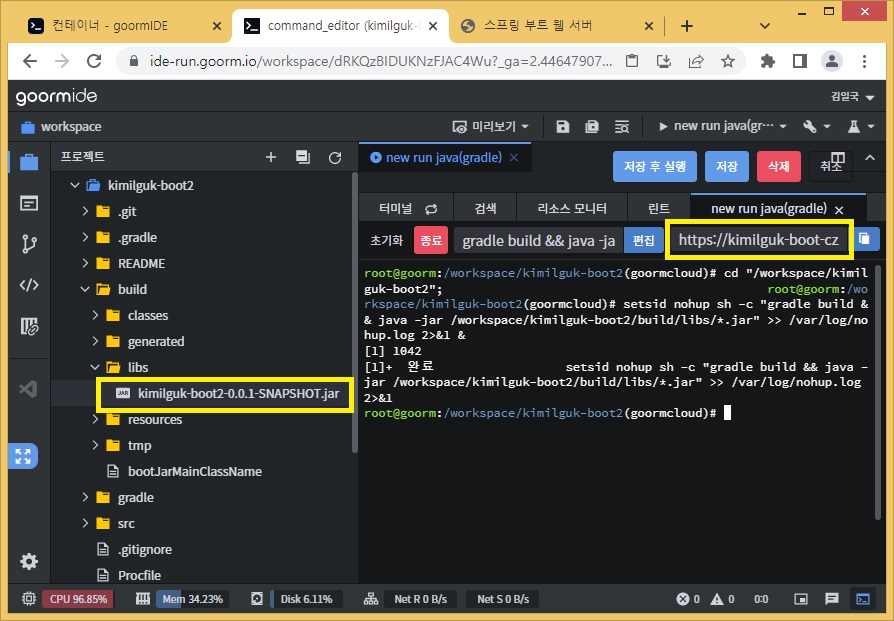 컨테이너 - goormIDE
command_editor (kimilguk-
스프링 부트 웹 서버
ide-run.goorm.io/workspace/dRKQzBIDUKNzFJAC4Wu?_ga=2.44647907...
goormide
김일국
workspace
미리보기
new run java(gr···
프로젝트
new run java(gradle)
저장 후 실행
저장
삭제
취소
kimilguk-boot2
.git
.gradle
README
build
classes
generated
libs
kimilguk-boot2-0.0.1-SNAPSHOT.jar
resources
tmp
bootJarMainClassName
gradle
src
.gitignore
Procfile
터미널
검색
리소스 모니터
린트
new run java(gradle)
초기화
종료
gradle build && java -ja
편집
https://kimilguk-boot-cz
root@goorm:/workspace/kimilguk-boot2(goormcloud)# cd "/workspace/kimil
guk-boot2"; root@goorm:/wo
rkspace/kimilguk-boot2(goormcloud)# setsid nohup sh -c "gradle build &
& java -jar /workspace/kimilguk-boot2/build/libs/*.jar" >> /var/log/no
hup.log 2>&1 &
[1] 1042
[1]+ 완료 setsid nohup sh -c "gradle build && java -
jar /workspace/kimilguk-boot2/build/libs/*.jar" >> /var/log/nohup.log
2>&1
root@goorm:/workspace/kimilguk-boot2(goormcloud)#
CPU 96.85%
Mem 34.23%
Disk 6.11%
Net R 0 B/s
Net S 0 B/s
0
0
0:0